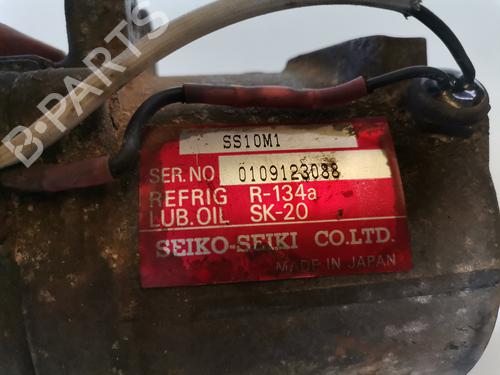 B-PARTS
SS10M1
SER.NO 0109123088
REFRIG R-134a
LUB.OIL SK-20
SEIKO-SEIKI CO.LTD.
MADE IN JAPAN